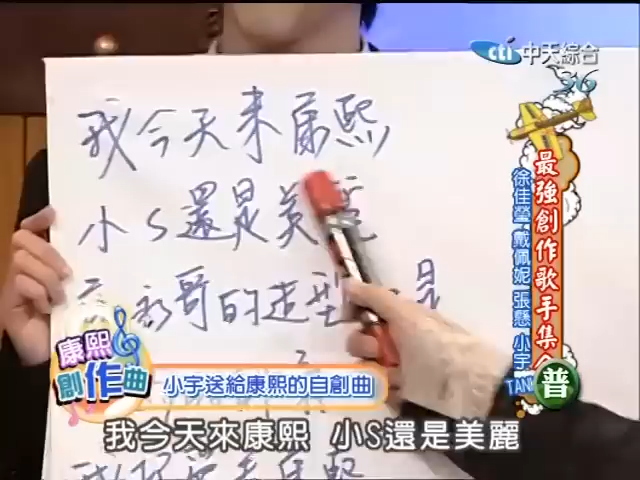 cti 中天綜合
36
我今天来康熙
小S還是美麗
永哥的造型 是
最強創作歌手集合
徐佳瑩 戴佩妮 張懸 小宇
普
康熙創作曲
小宇送給康熙的自創曲
我今天來康熙 小S還是美麗